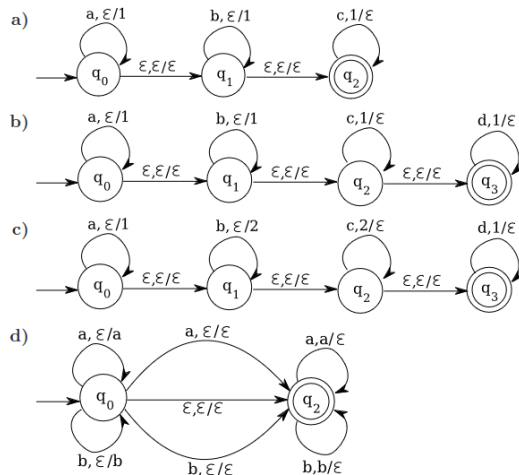 a, ε/1 b, ε/1 c,1/ε
a)
q0 ε,ε/ε q1 ε,ε/ε q2
a, ε/1 b, ε/1 c,1/ε d,1/ε
b)
q0 ε,ε/ε q1 ε,ε/ε q2 ε,ε/ε q3
a, ε/1 b, ε/2 c,2/ε d,1/ε
c)
q0 ε,ε/ε q1 ε,ε/ε q2 ε,ε/ε q3
d)
a, ε/a a, ε/ε a,a/ε
q0 ε,ε/ε q2
b, ε/b b, ε/ε b,b/ε